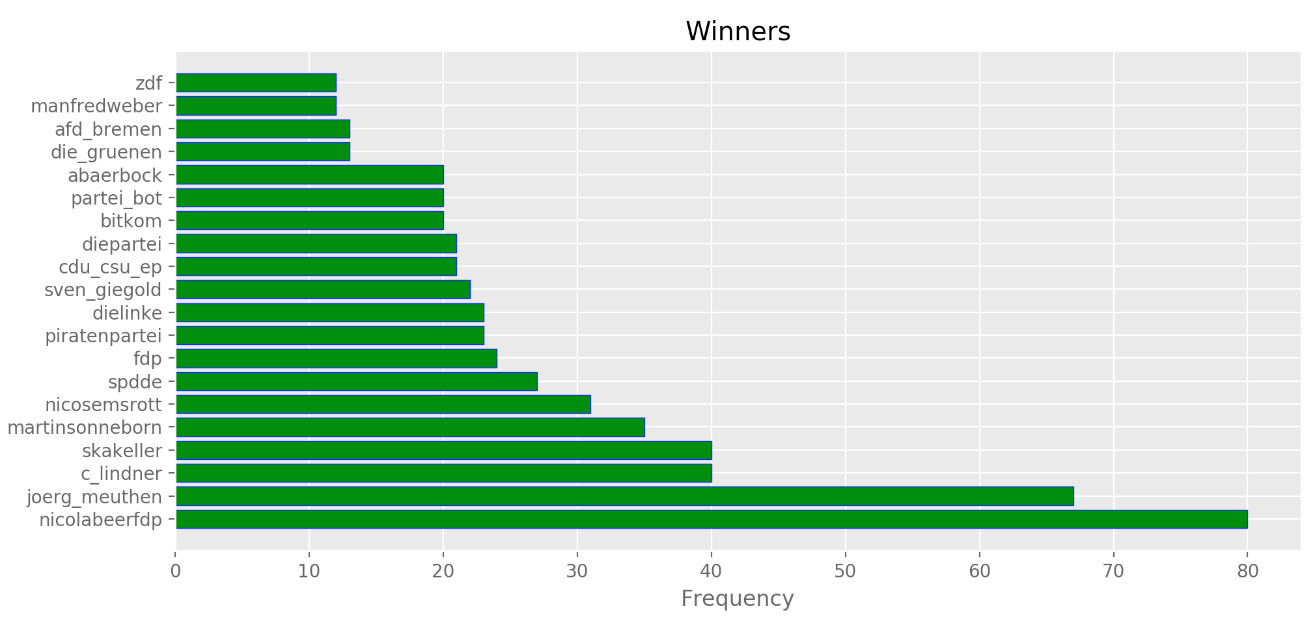 Winners
zdf
manfredweber
afd_bremen
die_gruenen
abaerbock
partei_bot
bitkom
diepartei
cdu_csu_ep
sven_giegold
dielinke
piratenpartei
fdp
spdde
nicosemsrott
martinsonneborn
skakeller
c_lindner
joerg_meuthen
nicolabeerfdp
0 10 20 30 40 50 60 70 80
Frequency